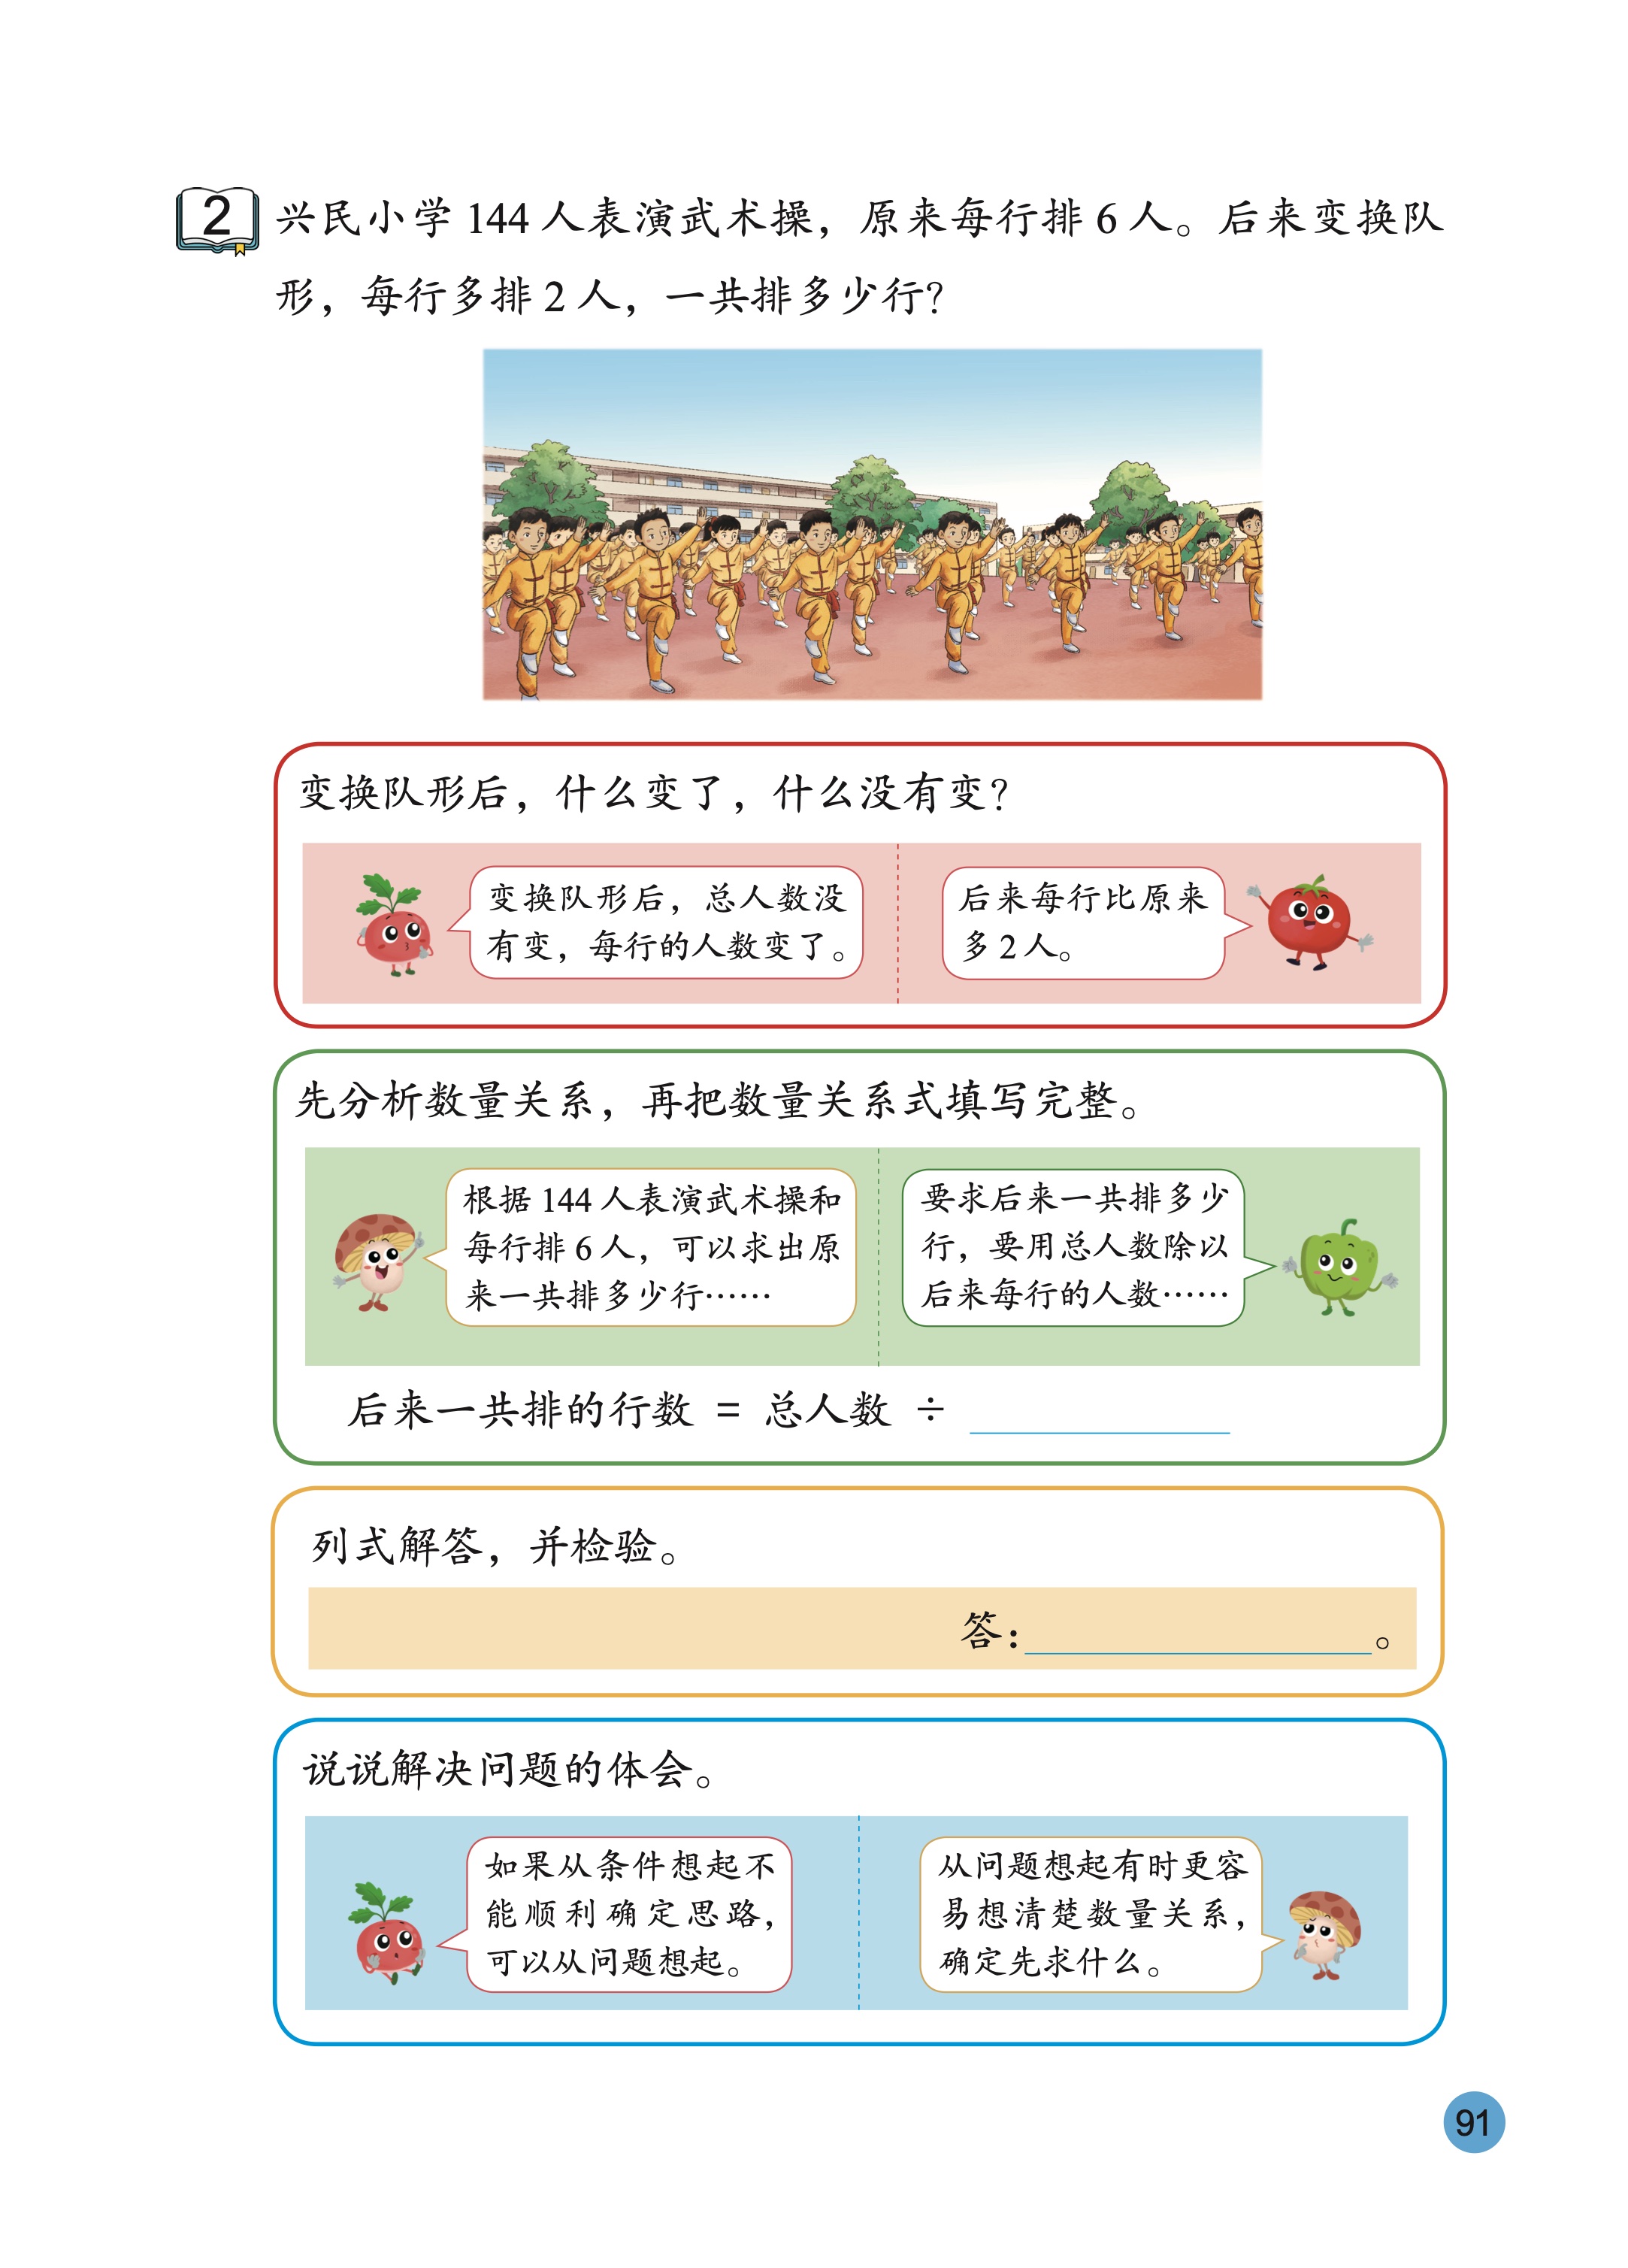 2
兴民小学 144 人表演武术操，原来每行排 6 人。后来变换队
形，每行多排 2 人，一共排多少行？
变换队形后，什么变了，什么没有变？
变换队形后，总人数没
有变，每行的人数变了。
后来每行比原来
多 2 人。
先分析数量关系，再把数量关系式填写完整。
根据 144 人表演武术操和
每行排 6 人，可以求出原
来一共排多少行……
要求后来一共排多少
行，要用总人数除以
后来每行的人数……
后来一共排的行数 = 总人数 ÷
列式解答，并检验。
答：。
说说解决问题的体会。
如果从条件想起不
能顺利确定思路，
可以从问题想起。
从问题想起有时更容
易想清楚数量关系，
确定先求什么。
91